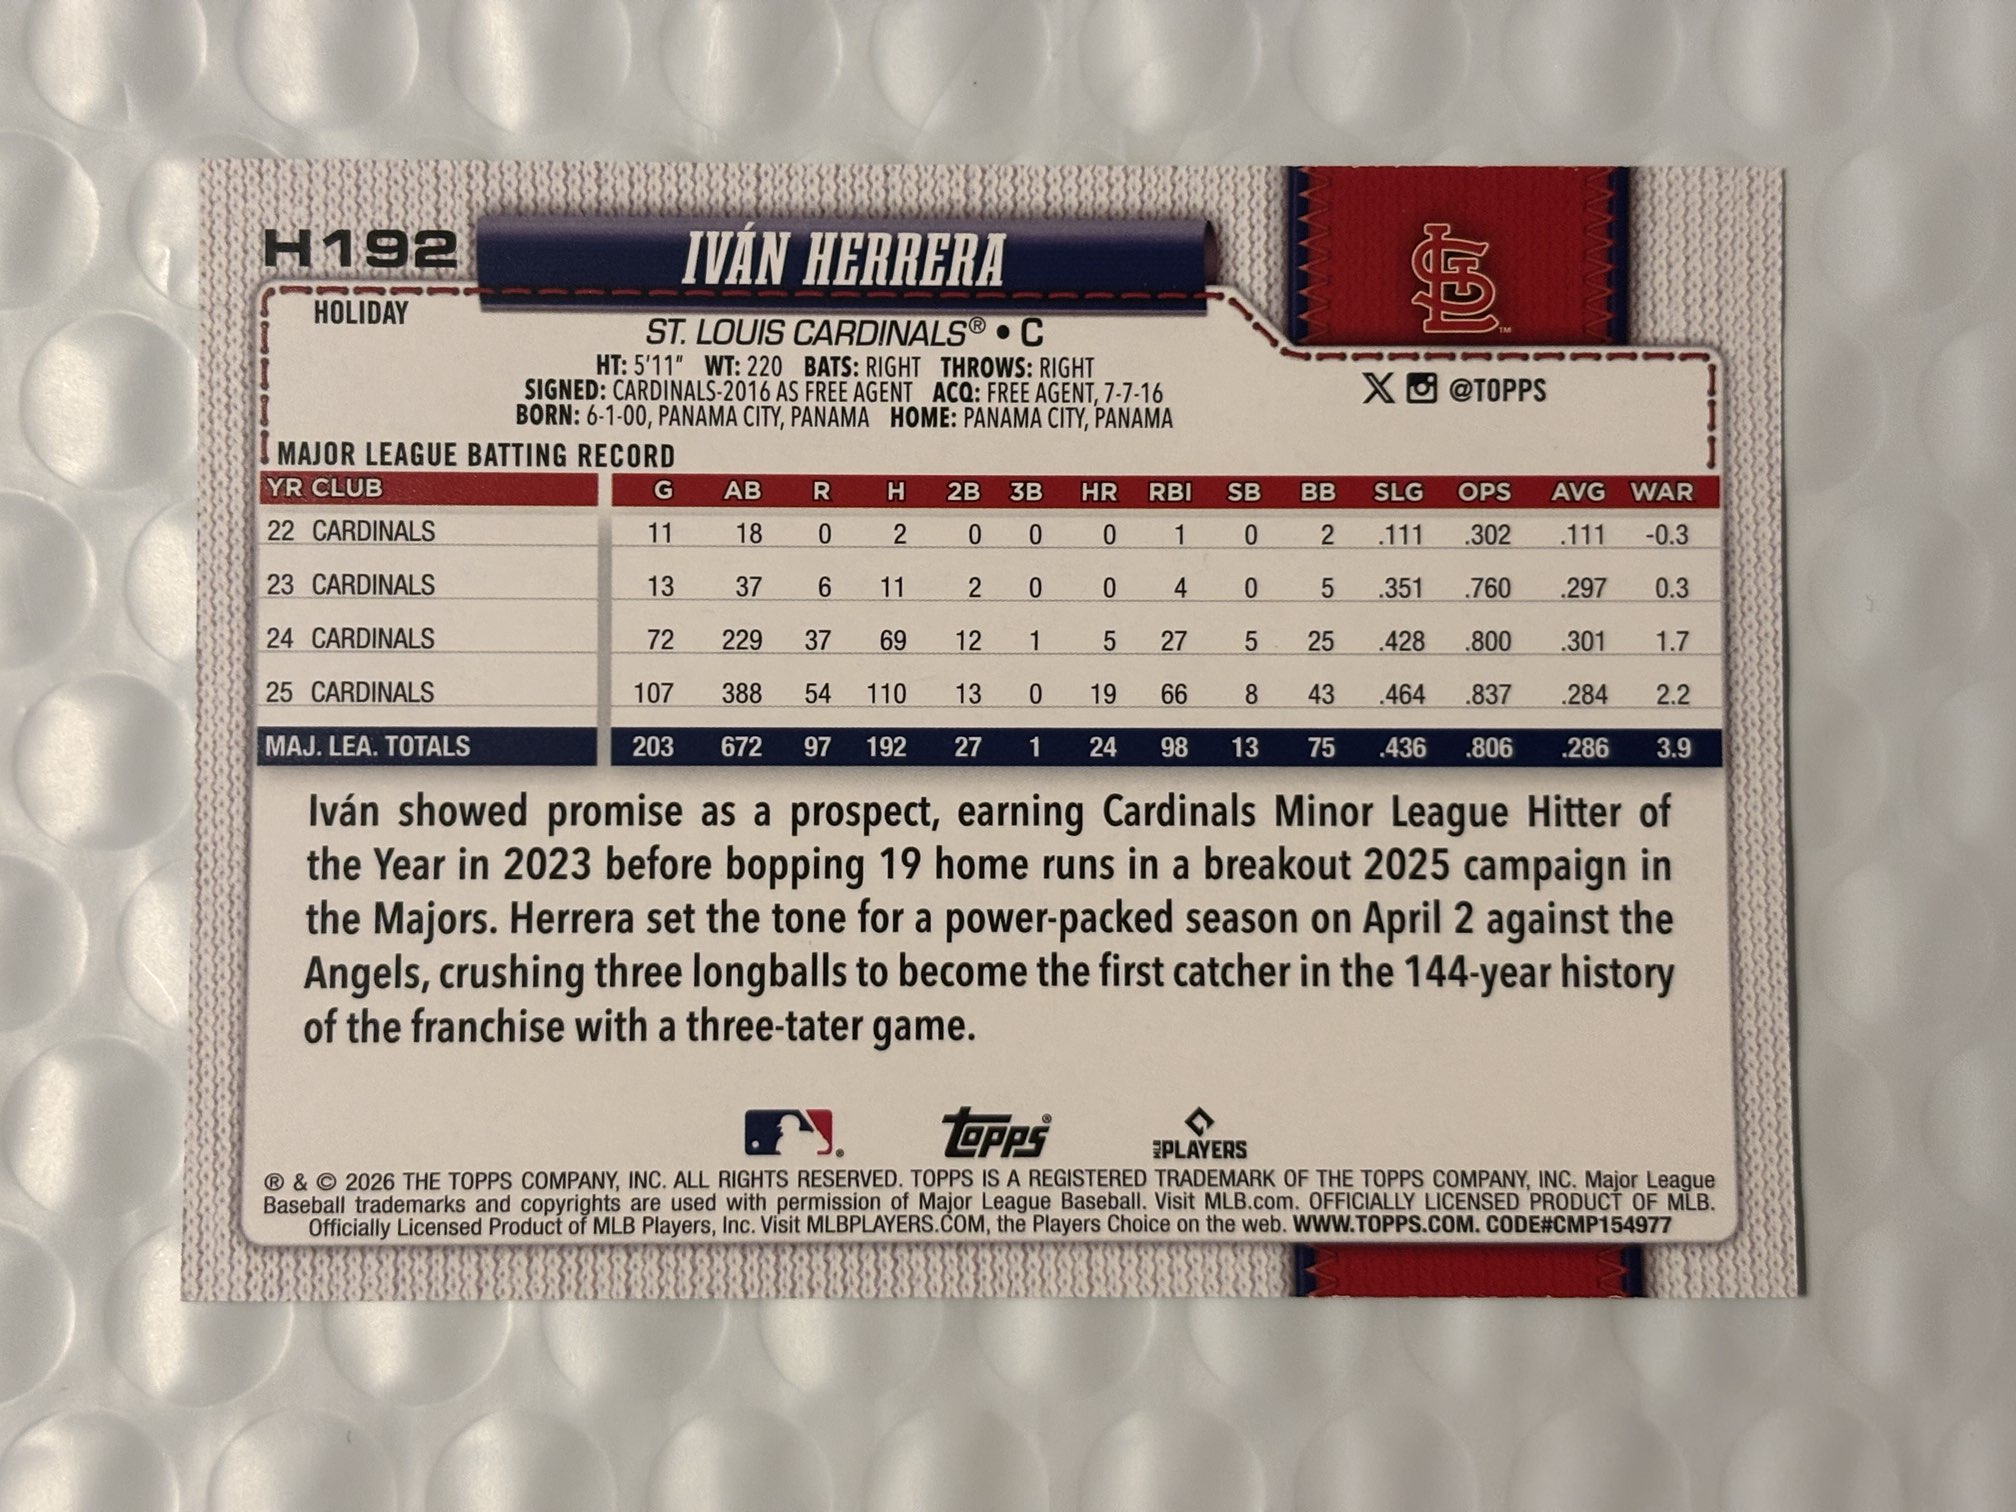 H192
IVÁN HERRERA
STL™
HOLIDAY
ST. LOUIS CARDINALS® • C
HT: 5'11" WT: 220 BATS: RIGHT THROWS: RIGHT
SIGNED: CARDINALS-2016 AS FREE AGENT ACQ: FREE AGENT, 7-7-16
BORN: 6-1-00, PANAMA CITY, PANAMA HOME: PANAMA CITY, PANAMA
@TOPPS
MAJOR LEAGUE BATTING RECORD
YR CLUB G AB R H 2B 3B HR RBI SB BB SLG OPS AVG WAR
22 CARDINALS 11 18 0 2 0 0 0 1 0 2 .111 .302 .111 -0.3
23 CARDINALS 13 37 6 11 2 0 0 4 0 5 .351 .760 .297 0.3
24 CARDINALS 72 229 37 69 12 1 5 27 5 25 .428 .800 .301 1.7
25 CARDINALS 107 388 54 110 13 0 19 66 8 43 .464 .837 .284 2.2
MAJ. LEA. TOTALS 203 672 97 192 27 1 24 98 13 75 .436 .806 .286 3.9
Iván showed promise as a prospect, earning Cardinals Minor League Hitter of
the Year in 2023 before bopping 19 home runs in a breakout 2025 campaign in
the Majors. Herrera set the tone for a power-packed season on April 2 against the
Angels, crushing three longballs to become the first catcher in the 144-year history
of the franchise with a three-tater game.
® Topps® MLB PLAYERS
® & © 2026 THE TOPPS COMPANY, INC. ALL RIGHTS RESERVED. TOPPS IS A REGISTERED TRADEMARK OF THE TOPPS COMPANY, INC. Major League
Baseball trademarks and copyrights are used with permission of Major League Baseball. Visit MLB.com. OFFICIALLY LICENSED PRODUCT OF MLB.
Officially Licensed Product of MLB Players, Inc. Visit MLBPLAYERS.COM, the Players Choice on the web. WWW.TOPPS.COM. CODE#CMP154977